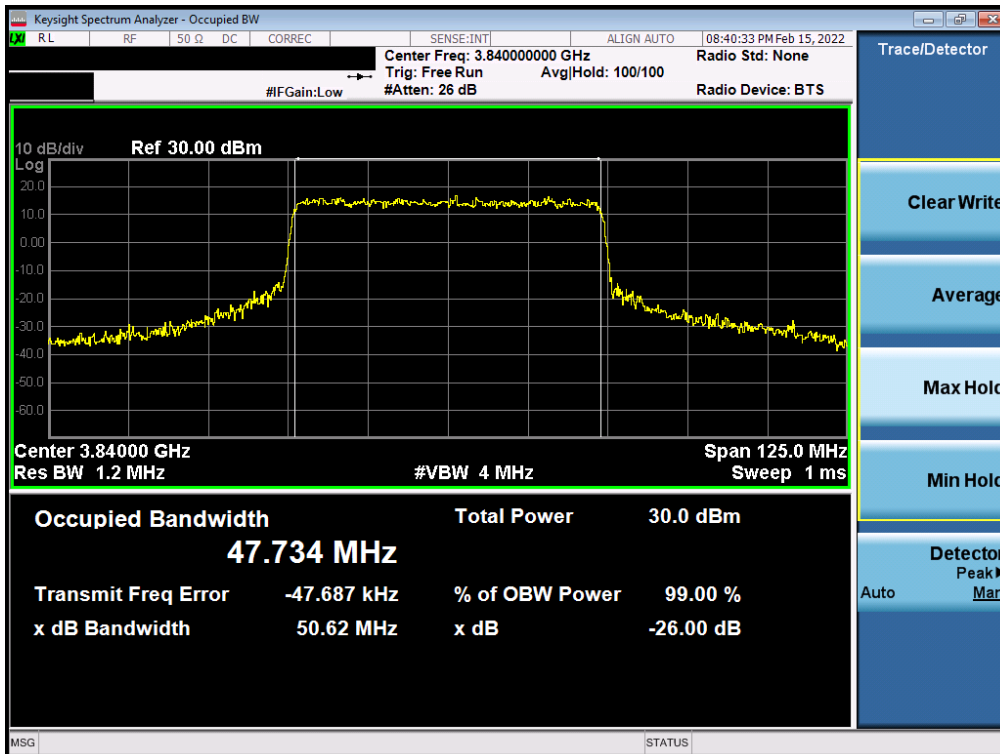 Keysight Spectrum Analyzer - Occupied BW
LXI RL RF 50 Ω DC CORREC SENSE:INT ALIGN AUTO 08:40:33 PM Feb 15, 2022
Center Freq: 3.840000000 GHz Radio Std: None
Trig: Free Run Avg|Hold: 100/100
#IFGain:Low #Atten: 26 dB Radio Device: BTS
Trace/Detector
10 dB/div Ref 30.00 dBm
Log
20.0
10.0
0.00
-10.0
-20.0
-30.0
-40.0
-50.0
-60.0
Center 3.84000 GHz Span 125.0 MHz
Res BW 1.2 MHz #VBW 4 MHz Sweep 1 ms
Occupied Bandwidth Total Power 30.0 dBm
47.734 MHz
Transmit Freq Error -47.687 kHz % of OBW Power 99.00 %
x dB Bandwidth 50.62 MHz x dB -26.00 dB
Clear Write
Average
Max Hold
Min Hold
Detector
Peak
Auto Man
MSG STATUS